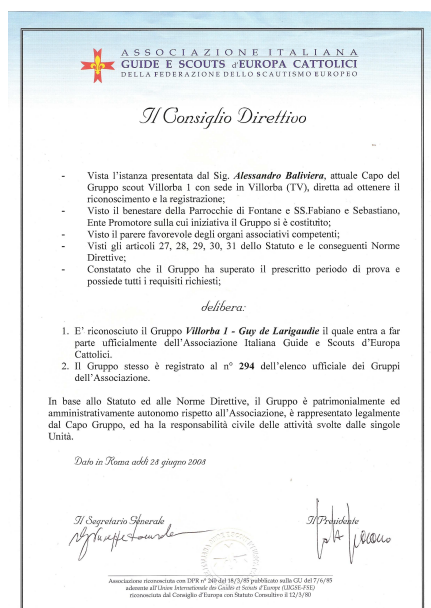 ASSOCIAZIONE ITALIANA
GUIDE E SCOUTS d'EUROPA CATTOLICI
DELLA FEDERAZIONE DELLO SCAUTISMO EUROPEO
Il Consiglio Direttivo
- Vista l'istanza presentata dal Sig. Alessandro Baliviera, attuale Capo del
Gruppo scout Villorba 1 con sede in Villorba (TV), diretta ad ottenere il
riconoscimento e la registrazione;
- Visto il benestare della Parrocchie di Fontane e SS.Fabiano e Sebastiano,
Ente Promotore sulla cui iniziativa il Gruppo si è costituito;
- Visto il parere favorevole degli organi associativi competenti;
- Visti gli articoli 27, 28, 29, 30, 31 dello Statuto e le conseguenti Norme
Direttive;
- Constatato che il Gruppo ha superato il prescritto periodo di prova e
possiede tutti i requisiti richiesti;
delibera:
1. E' riconosciuto il Gruppo Villorba 1 - Guy de Larigaudie il quale entra a far
parte ufficialmente dell'Associazione Italiana Guide e Scouts d'Europa
Cattolici.
2. Il Gruppo stesso è registrato al n° 294 dell'elenco ufficiale dei Gruppi
dell'Associazione.
In base allo Statuto ed alle Norme Direttive, il Gruppo è patrimonialmente ed
amministrativamente autonomo rispetto all'Associazione, è rappresentato legalmente
dal Capo Gruppo, ed ha la responsabilità civile delle attività svolte dalle singole
Unità.
Dato in Roma addì 28 giugno 2008
Il Segretario Generale
Il Presidente
Associazione riconosciuta con DPR n° 240 del 18/3/85 pubblicato sulla GU del 7/6/85
aderente all'Union Internationale des Guides et Scouts d'Europe (UIGSE-FSE)
riconosciuta dal Consiglio d'Europa con Statuto Consultivo il 12/3/80